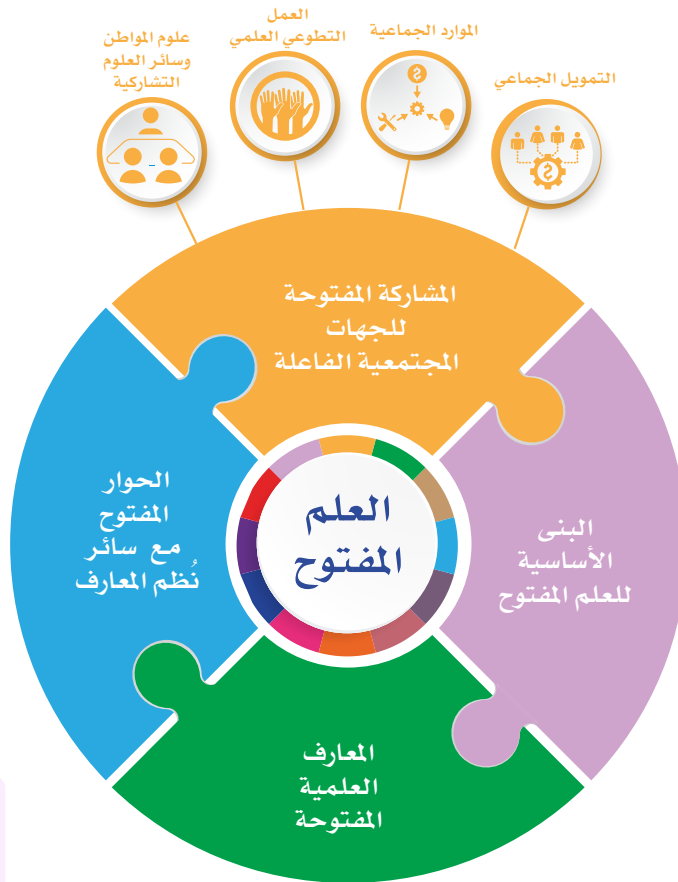 التمويل الجماعي
الموارد الجماعية
العمل
التطوعي العلمي
علوم المواطن
وسائر العلوم
التشاركية
المشاركة المفتوحة
للجهات
المجتمعية الفاعلة
البنى
الأساسية
للعلم المفتوح
العلم
المفتوح
الحوار
المفتوح
مع سائر
نُظم المعارف
المعارف
العلمية
المفتوحة